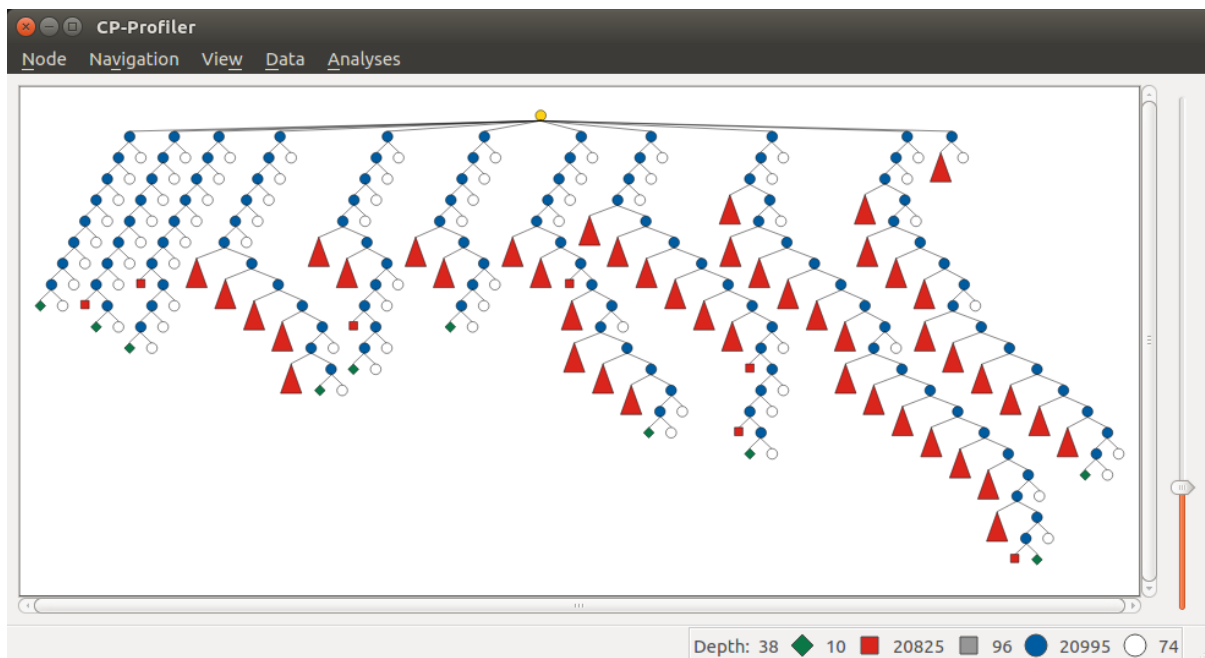 CP-Profiler
Node Navigation View Data Analyses
Depth: 38 10 20825 96 20995 74